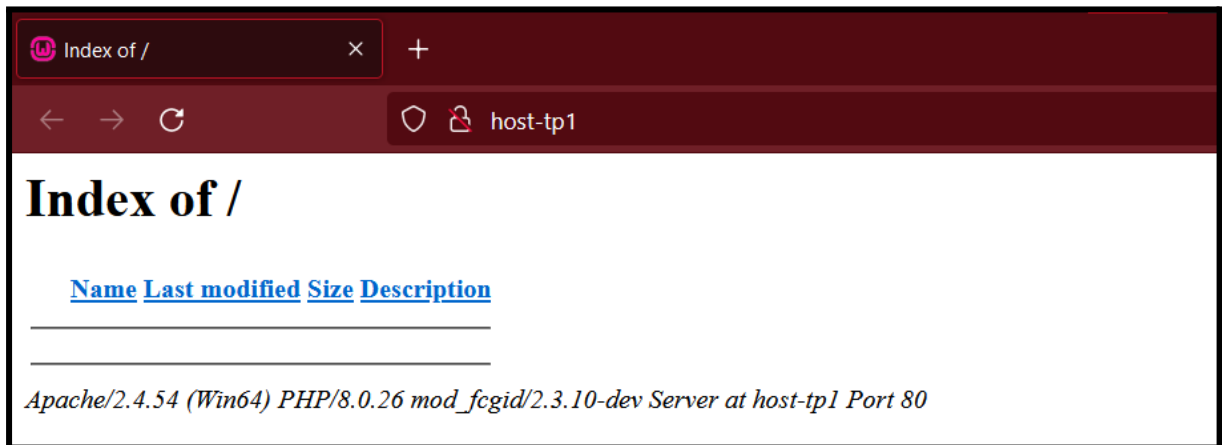 Index of /
host-tp1
Index of /
Name Last modified Size Description
Apache/2.4.54 (Win64) PHP/8.0.26 mod_fcgid/2.3.10-dev Server at host-tp1 Port 80